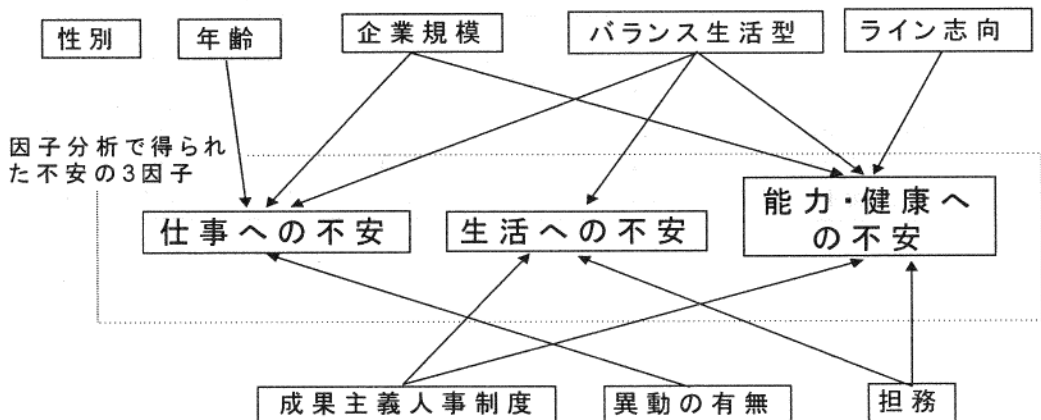 性別
年齢
企業規模
バランス生活型
ライン志向
因子分析で得られ
た不安の3因子
仕事への不安
生活への不安
能力・健康へ
の不安
成果主義人事制度
異動の有無
担務